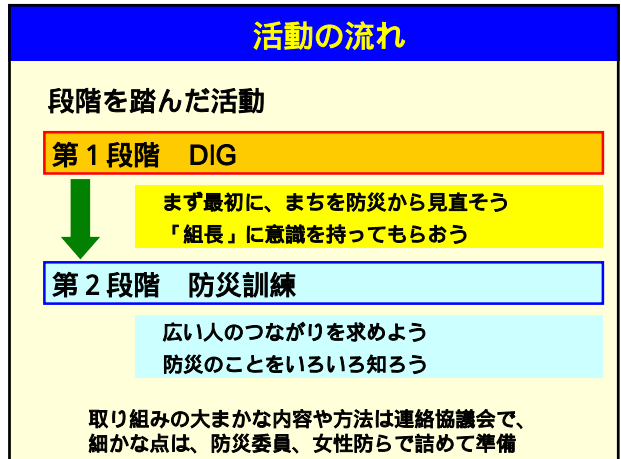 活動の流れ
段階を踏んだ活動
第1段階　DIG
まず最初に、まちを防災から見直そう
「組長」に意識を持ってもらおう
第2段階　防災訓練
広い人のつながりを求めよう
防災のことをいろいろ知ろう
取り組みの大まかな内容や方法は連絡協議会で、
細かな点は、防災委員、女性防らで詰めて準備